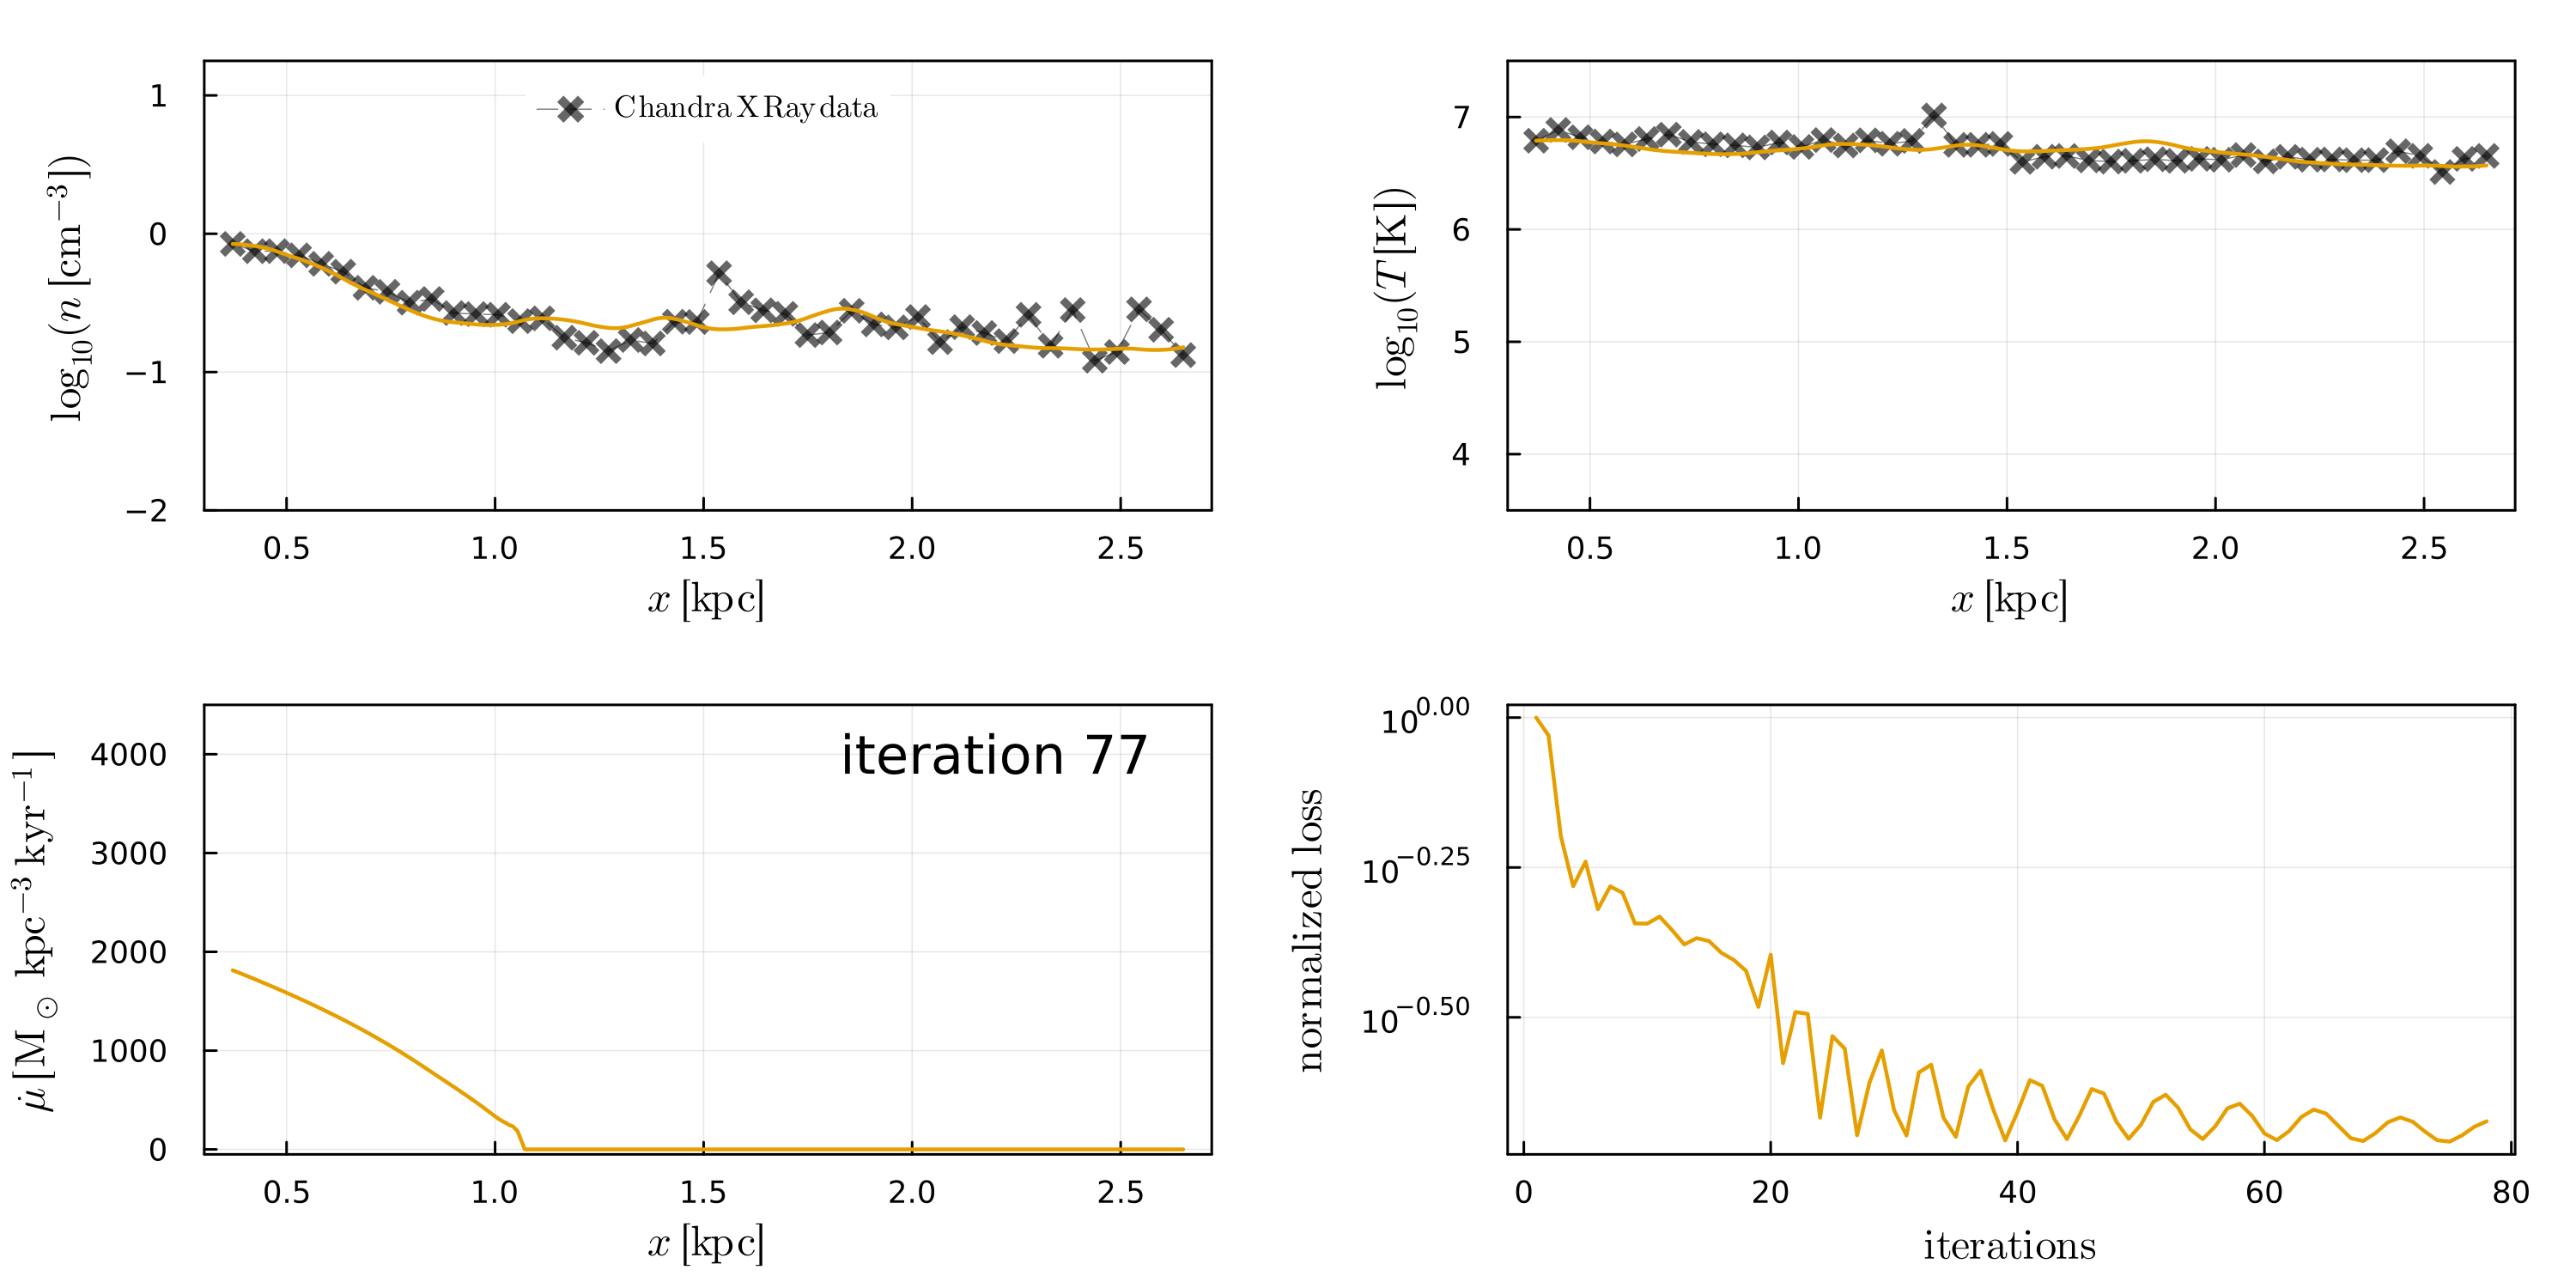 Chandra X Ray data
log₁₀(n [cm⁻³])
1
0
−1
−2
0.5 1.0 1.5 2.0 2.5
x [kpc]
log₁₀(T [K])
7
6
5
4
0.5 1.0 1.5 2.0 2.5
x [kpc]
iteration 77
μ̇ [M⊙ kpc⁻³ kyr⁻¹]
4000
3000
2000
1000
0
0.5 1.0 1.5 2.0 2.5
x [kpc]
normalized loss
10^0.00
10^−0.25
10^−0.50
0 20 40 60 80
iterations